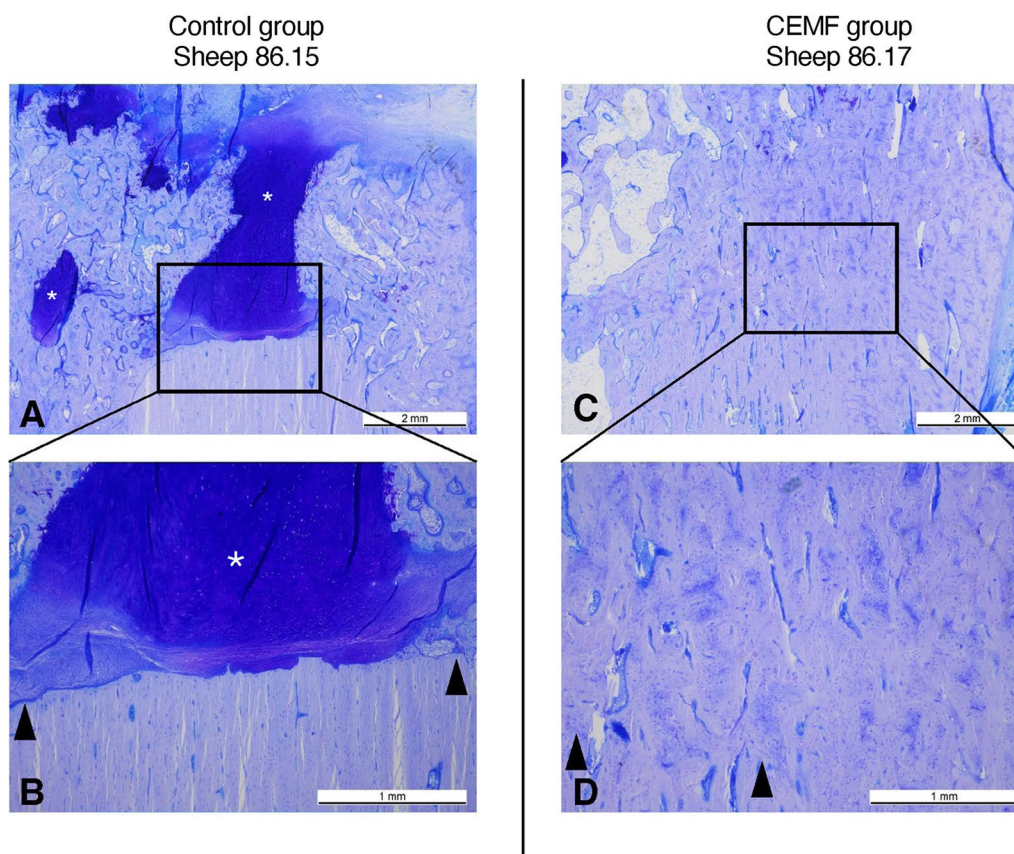 Control group
Sheep 86.15
CEMF group
Sheep 86.17
*
*
A
2 mm
C
2 mm
*
B
1 mm
D
1 mm